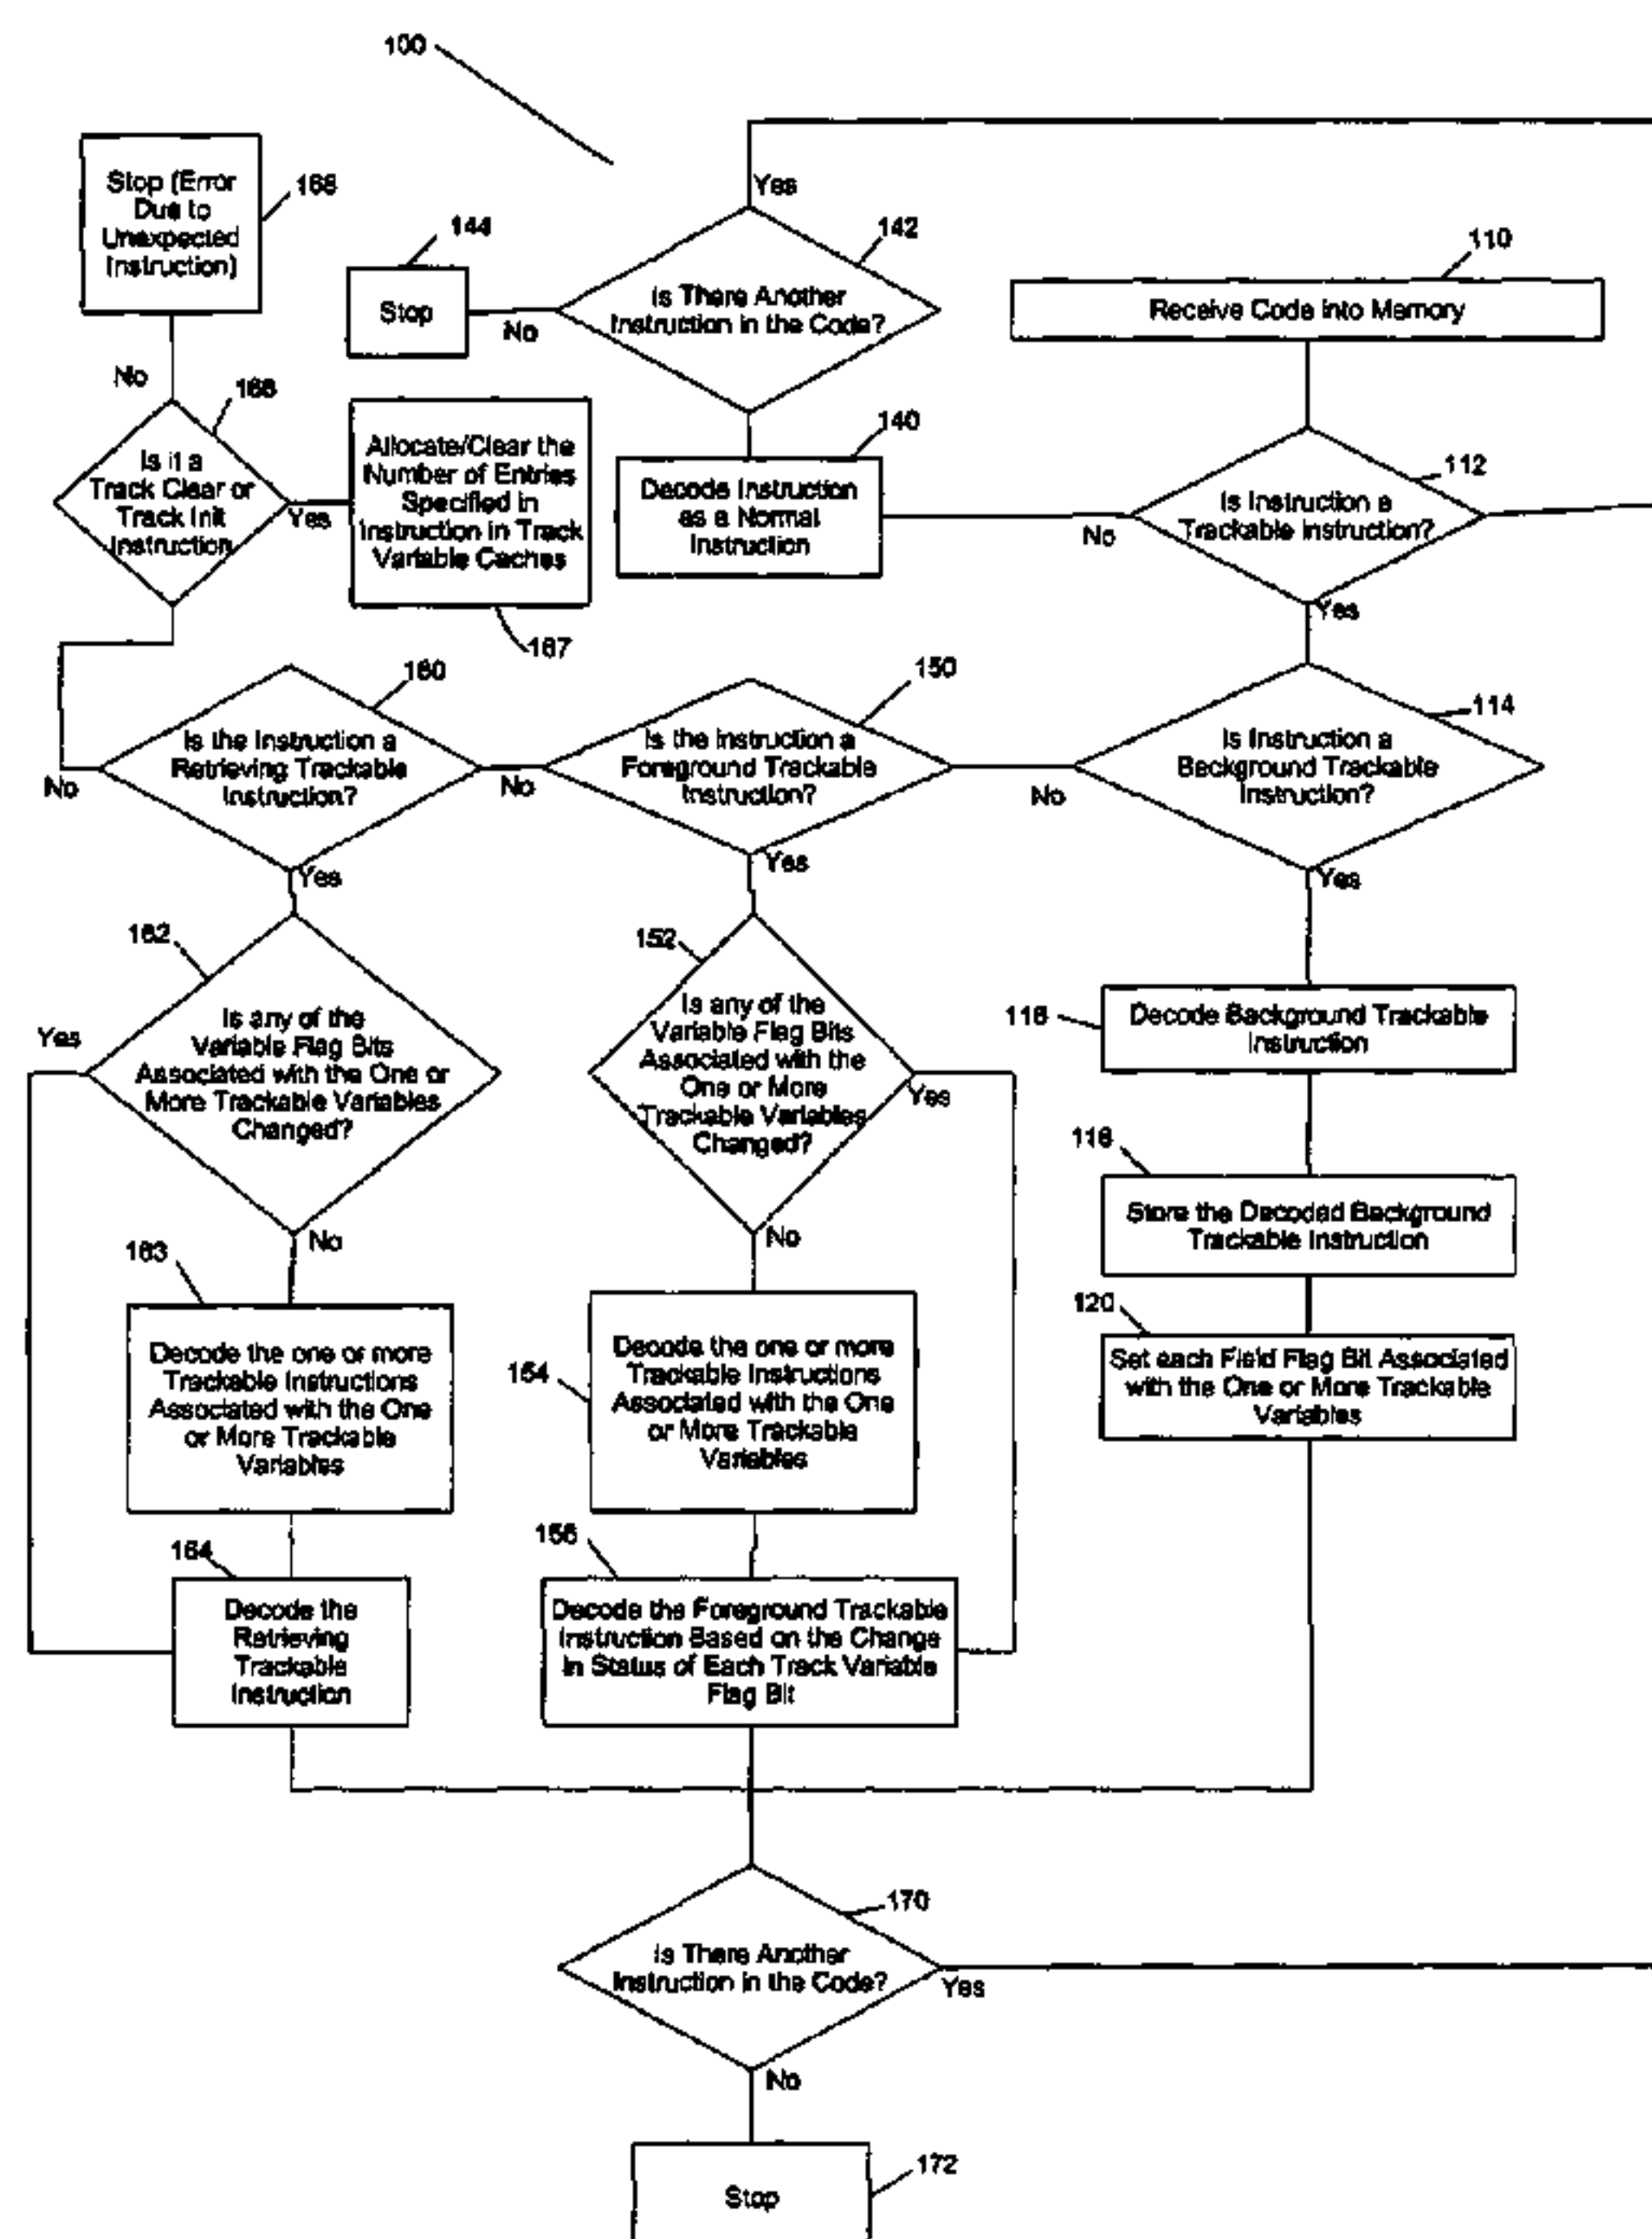 100
Yes
Stop (Error
Due to
Unexpected
Instruction)
168
144
Stop
No
142
Is There Another
Instruction in the Code?
110
Receive Code into Memory
No
166
Is it a
Track Clear or
Track Init
Instruction
Yes
Allocate/Clear the
Number of Entries
Specified in
Instruction in Track
Variable Caches
167
140
Decode Instruction
as a Normal
Instruction
No
112
Is Instruction a
Trackable Instruction?
Yes
160
Is the Instruction a
Retrieving Trackable
Instruction?
No
Yes
150
Is the Instruction a
Foreground Trackable
Instruction?
No
Yes
114
Is Instruction a
Background Trackable
Instruction?
No
Yes
162
Is any of the
Variable Flag Bits
Associated with the One or
More Trackable Variables
Changed?
Yes
No
152
Is any of the
Variable Flag Bits
Associated with the
One or More
Trackable Variables
Changed?
Yes
No
116
Decode Background Trackable
Instruction
118
Store the Decoded Background
Trackable Instruction
120
Set each Field Flag Bit Associated
with the One or More Trackable
Variables
163
Decode the one or more
Trackable Instructions
Associated with the One
or More Trackable
Variables
154
Decode the one or more
Trackable Instructions
Associated with the One
or More Trackable
Variables
164
Decode the
Retrieving
Trackable
Instruction
156
Decode the Foreground Trackable
Instruction Based on the Change
in Status of Each Track Variable
Flag Bit
170
Is There Another
Instruction in the Code?
Yes
No
172
Stop